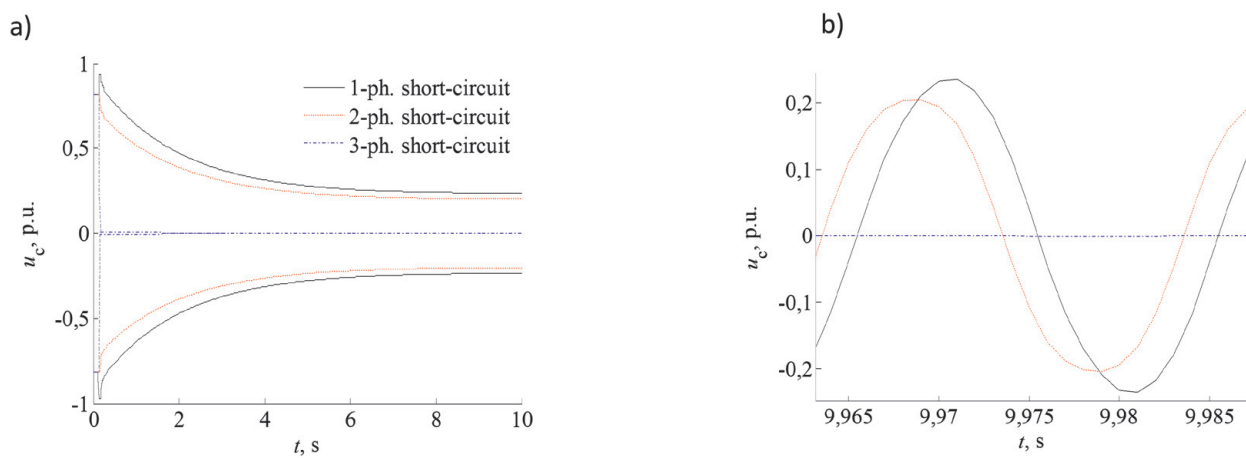 a)
1
0,5
0
-0,5
-1
u_c, p.u.
1-ph. short-circuit
2-ph. short-circuit
3-ph. short-circuit
0 2 4 6 8 10
t, s
b)
0,2
0,1
0
-0,1
-0,2
u_c, p.u.
9,965 9,97 9,975 9,98 9,985
t, s